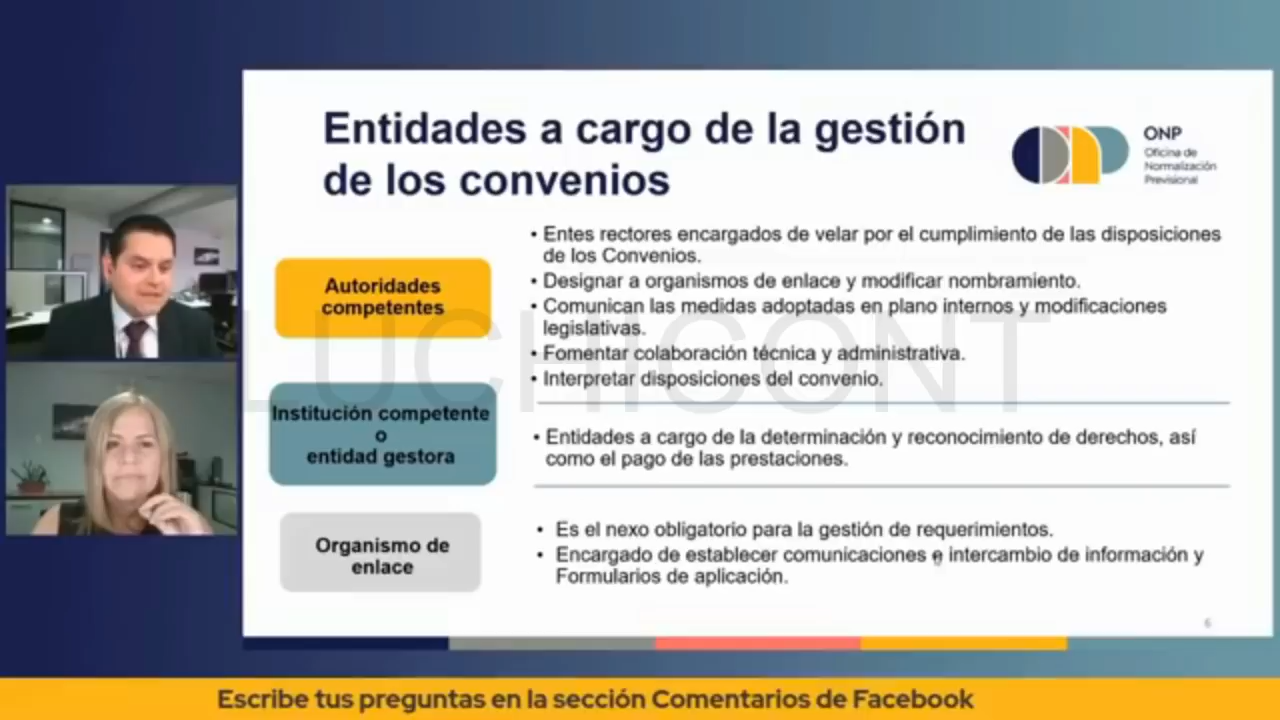 Entidades a cargo de la gestión
de los convenios
ONP
Oficina de
Normalización
Previsional
Autoridades
competentes
• Entes rectores encargados de velar por el cumplimiento de las disposiciones
de los Convenios.
• Designar a organismos de enlace y modificar nombramiento.
• Comunican las medidas adoptadas en plano internos y modificaciones
legislativas.
• Fomentar colaboración técnica y administrativa.
• Interpretar disposiciones del convenio.
LUCHICONT
Institución competente
o
entidad gestora
• Entidades a cargo de la determinación y reconocimiento de derechos, así
como el pago de las prestaciones.
Organismo de
enlace
• Es el nexo obligatorio para la gestión de requerimientos.
• Encargado de establecer comunicaciones e intercambio de información y
Formularios de aplicación.
6
Escribe tus preguntas en la sección Comentarios de Facebook